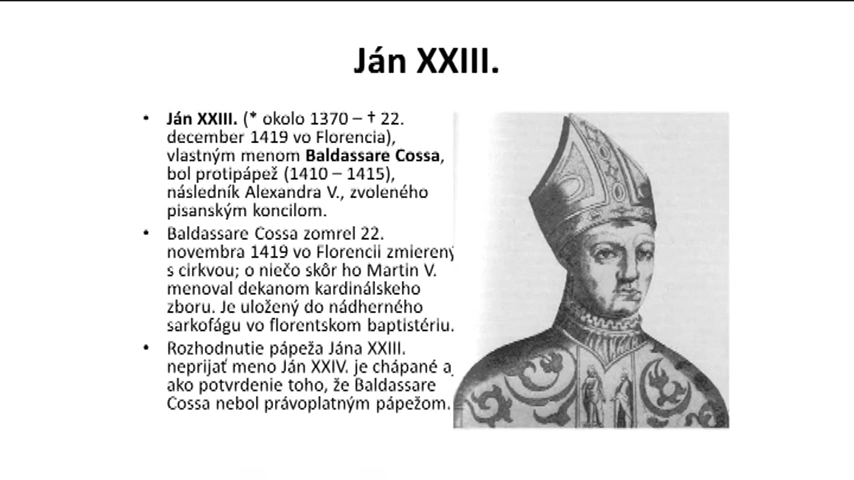 Ján XXIII.
• Ján XXIII. (* okolo 1370 – † 22.
december 1419 vo Florencia),
vlastným menom Baldassare Cossa,
bol protipápež (1410 – 1415),
následník Alexandra V., zvoleného
pisanským koncilom.
• Baldassare Cossa zomrel 22.
novembra 1419 vo Florencii zmierený
s cirkvou; o niečo skôr ho Martin V.
menoval dekanom kardinálskeho
zboru. Je uložený do nádherného
sarkofágu vo florentskom baptistériu.
• Rozhodnutie pápeža Jána XXIII.
neprijať meno Ján XXIV. je chápané aj
ako potvrdenie toho, že Baldassare
Cossa nebol právoplatným pápežom.